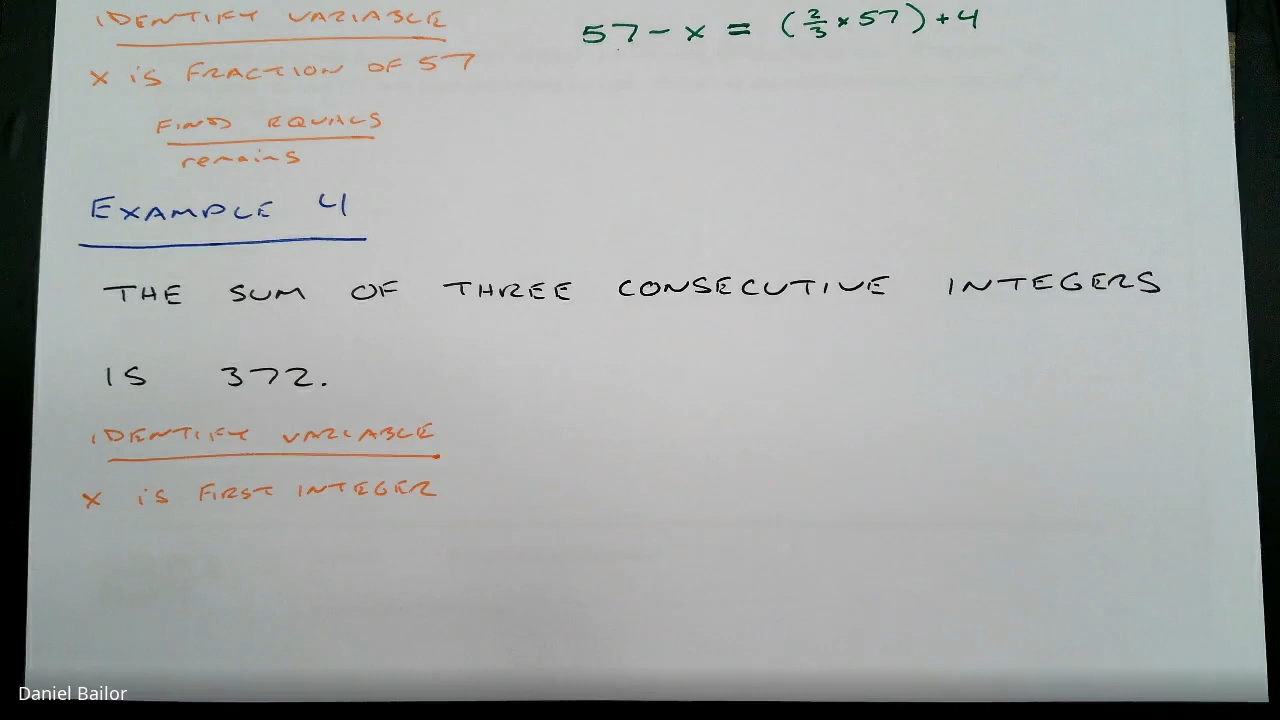 IDENTIFY VARIABLE
57 - x = (2/3 × 57) + 4
x is FRACTION OF 57
FIND EQUALS
remains
EXAMPLE 4
THE SUM OF THREE CONSECUTIVE INTEGERS
IS 372.
IDENTIFY VARIABLE
x is FIRST INTEGER
Daniel Bailor